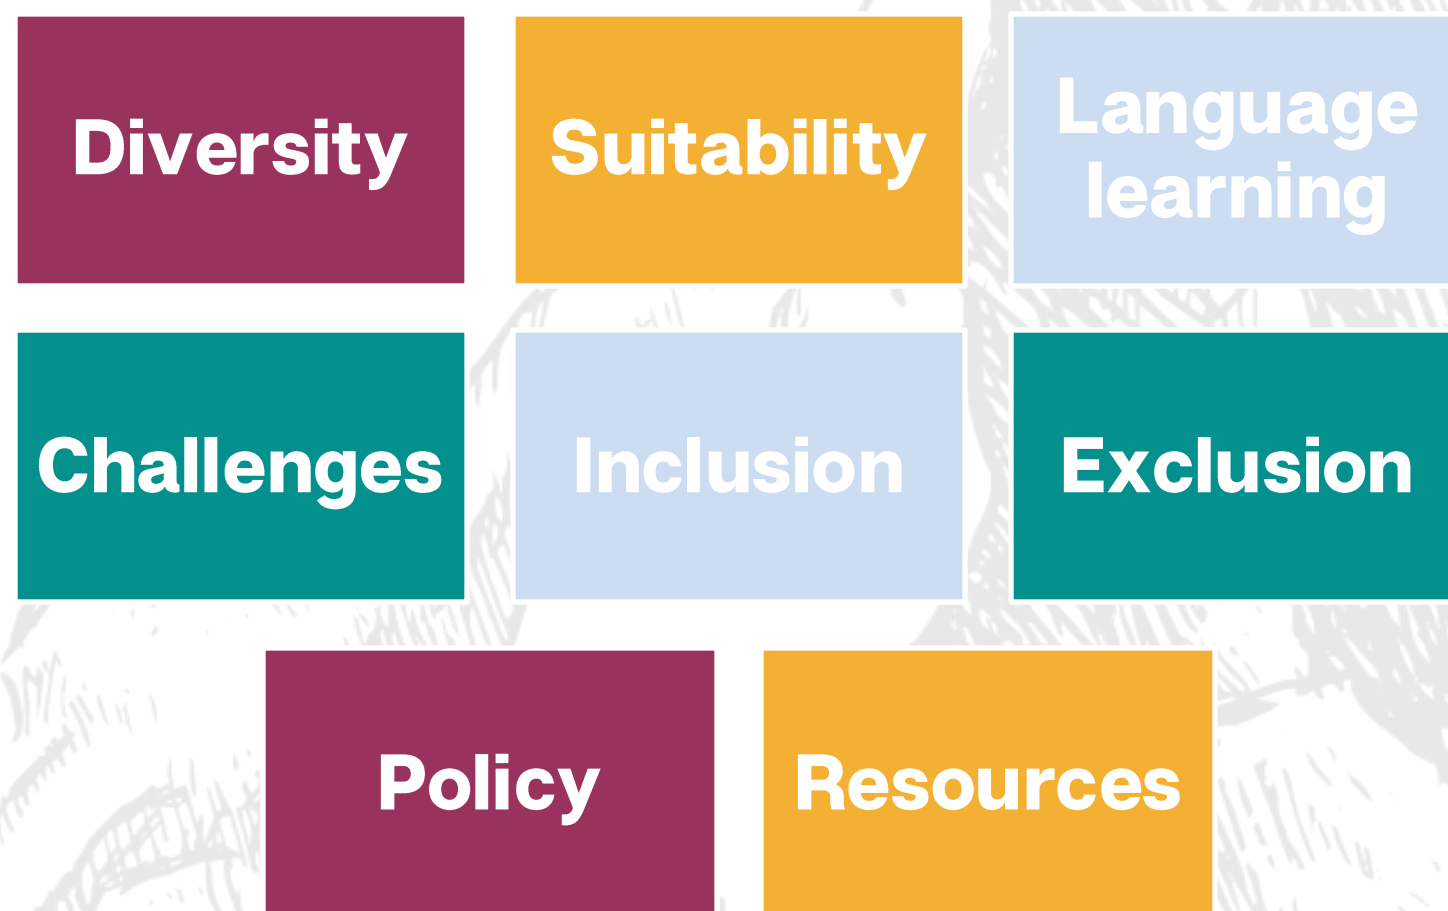 Diversity
Suitability
Language
learning
Challenges
Inclusion
Exclusion
Policy
Resources